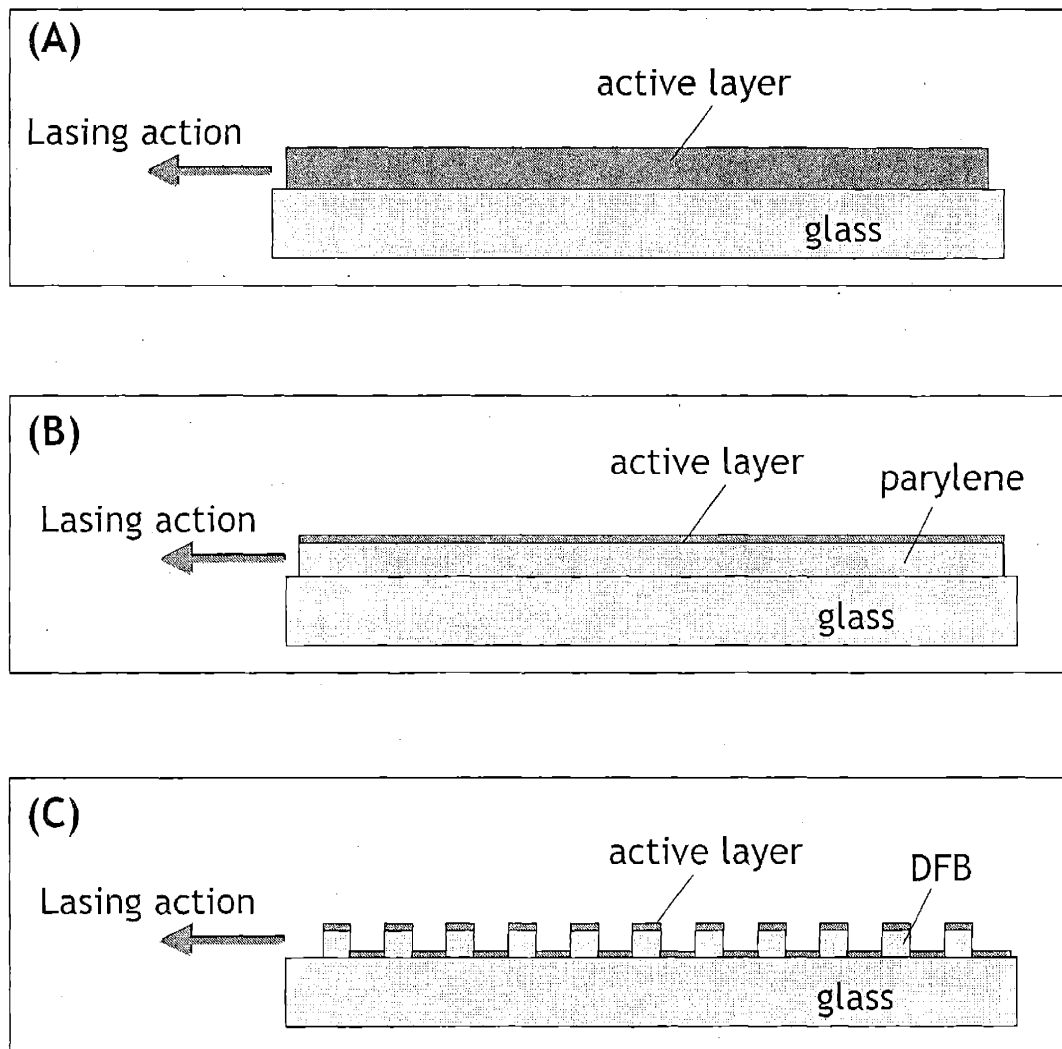 (A)
active layer
Lasing action
glass
(B)
active layer
parylene
Lasing action
glass
(C)
active layer
DFB
Lasing action
glass